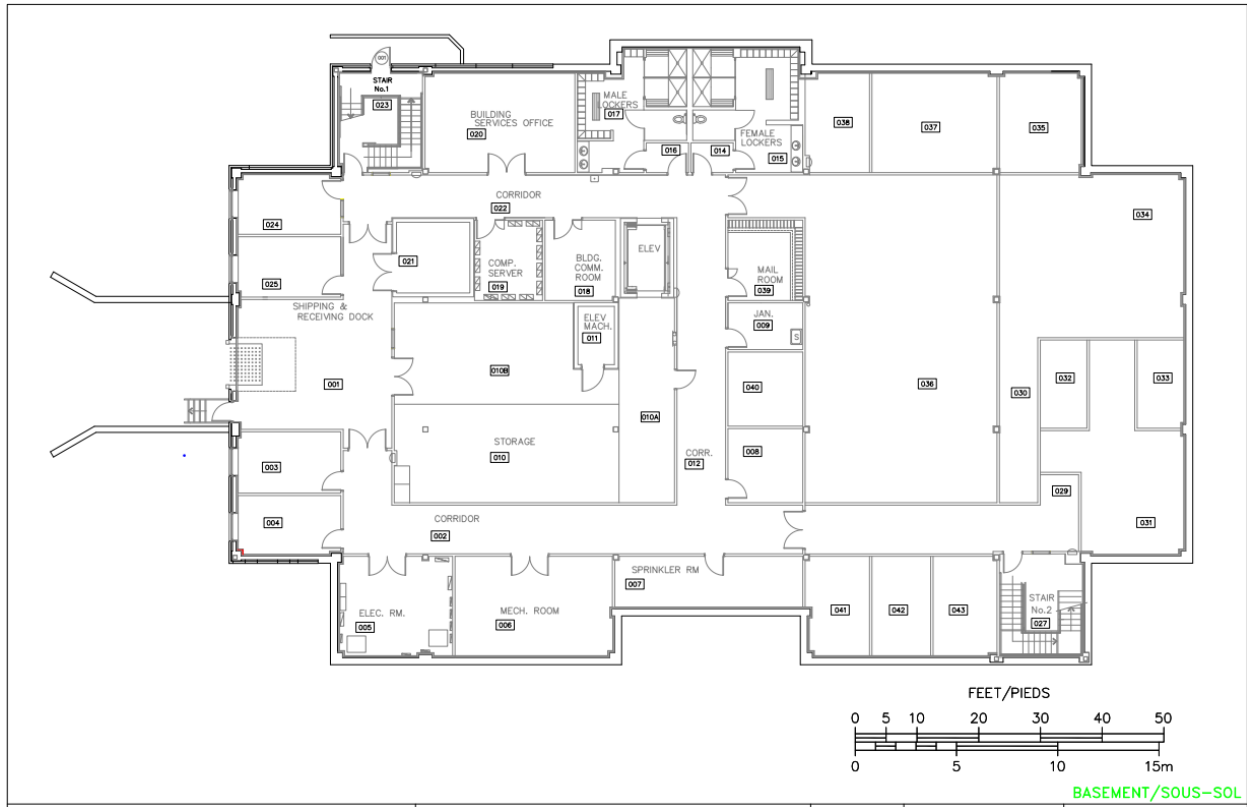 001
STAIR
No.1
023
BUILDING
SERVICES OFFICE
020
MALE
LOCKERS
017
016
014
FEMALE
LOCKERS
015
038
037
035
CORRIDOR
022
024
025
021
COMP.
SERVER
019
BLDG.
COMM.
ROOM
018
ELEV
MAIL
ROOM
039
034
SHIPPING &
RECEIVING DOCK
001
ELEV
MACH.
011
JAN.
009
S
010B
040
036
030
032
033
010A
STORAGE
010
CORR.
012
008
003
004
029
031
CORRIDOR
002
SPRINKLER RM
007
ELEC. RM.
005
MECH. ROOM
006
041
042
043
STAIR
No.2
027
FEET/PIEDS
0 5 10 20 30 40 50
0 5 10 15m
BASEMENT/SOUS-SOL